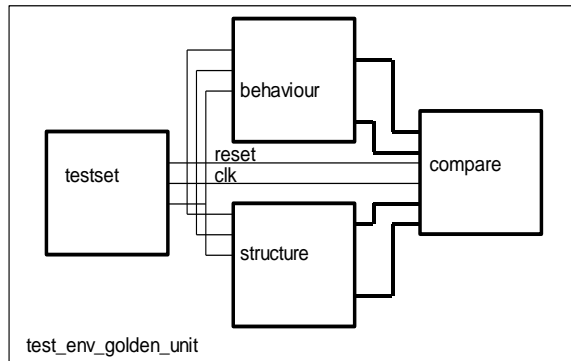 behaviour
reset
clk
testset
compare
structure
test_env_golden_unit